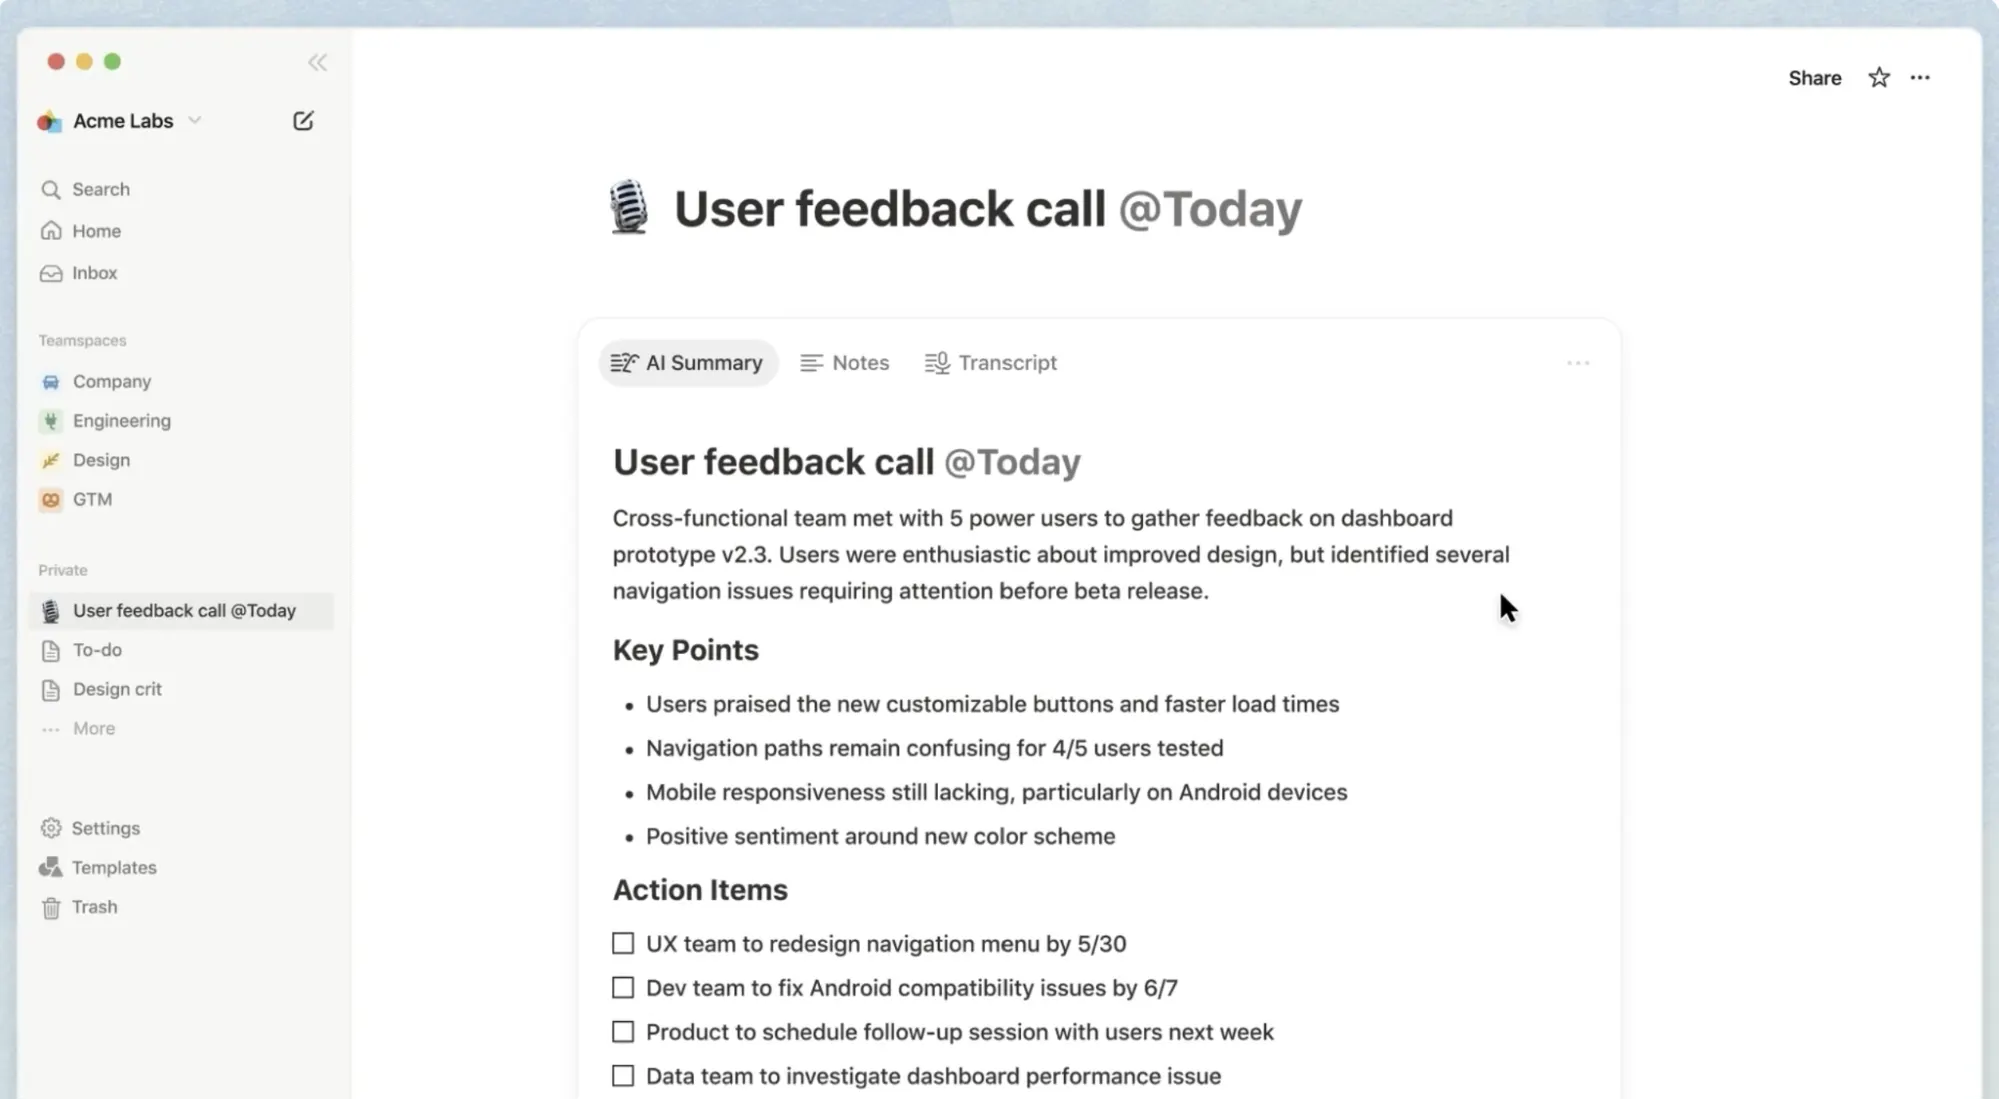 Acme Labs
Search
Home
Inbox
Teamspaces
Company
Engineering
Design
GTM
Private
User feedback call @Today
To-do
Design crit
More
Settings
Templates
Trash
Share
User feedback call @Today
AI Summary
Notes
Transcript
User feedback call @Today
Cross-functional team met with 5 power users to gather feedback on dashboard
prototype v2.3. Users were enthusiastic about improved design, but identified several
navigation issues requiring attention before beta release.
Key Points
• Users praised the new customizable buttons and faster load times
• Navigation paths remain confusing for 4/5 users tested
• Mobile responsiveness still lacking, particularly on Android devices
• Positive sentiment around new color scheme
Action Items
UX team to redesign navigation menu by 5/30
Dev team to fix Android compatibility issues by 6/7
Product to schedule follow-up session with users next week
Data team to investigate dashboard performance issue